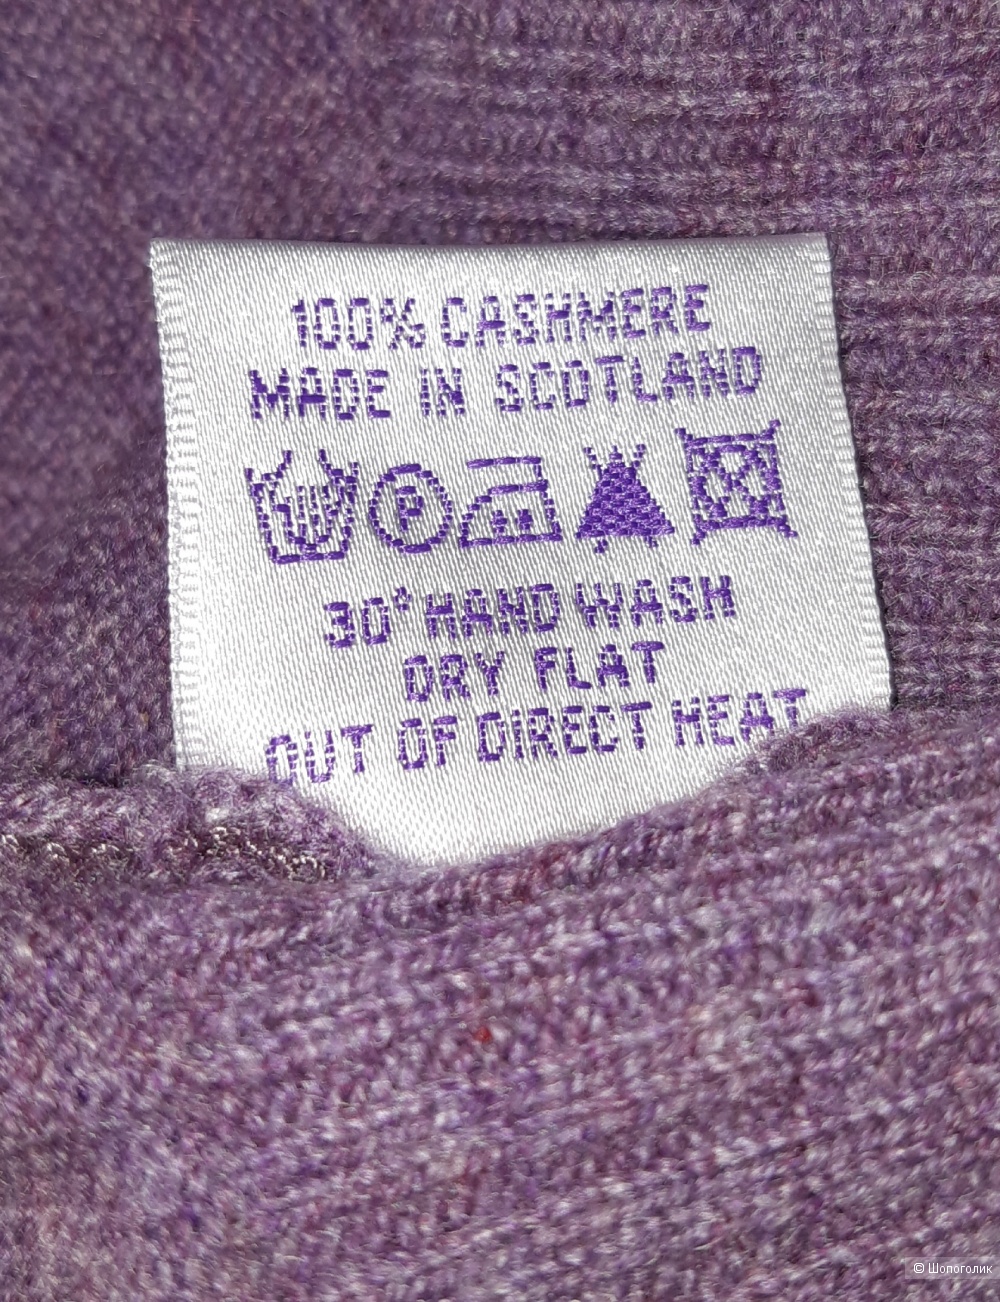 100% CASHMERE
MADE IN SCOTLAND
P
30° HAND WASH
DRY FLAT
OUT OF DIRECT HEAT
© Шопоголик